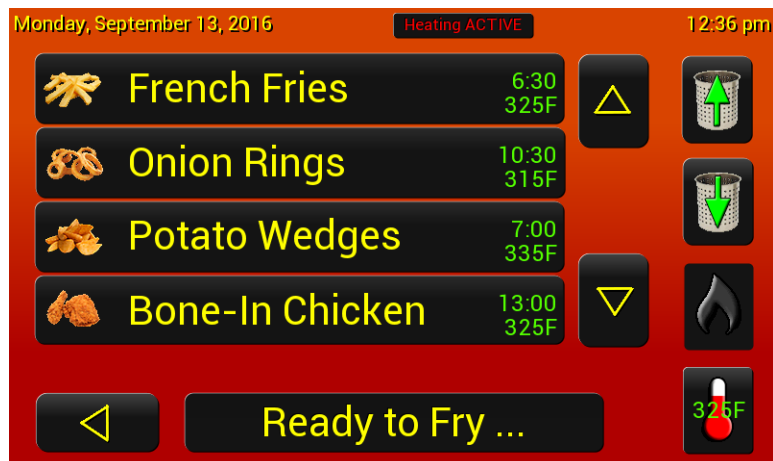 Monday, September 13, 2016 Heating ACTIVE 12:36 pm
French Fries 6:30
325F
Onion Rings 10:30
315F
Potato Wedges 7:00
335F
Bone-In Chicken 13:00
325F
Ready to Fry ...
325F